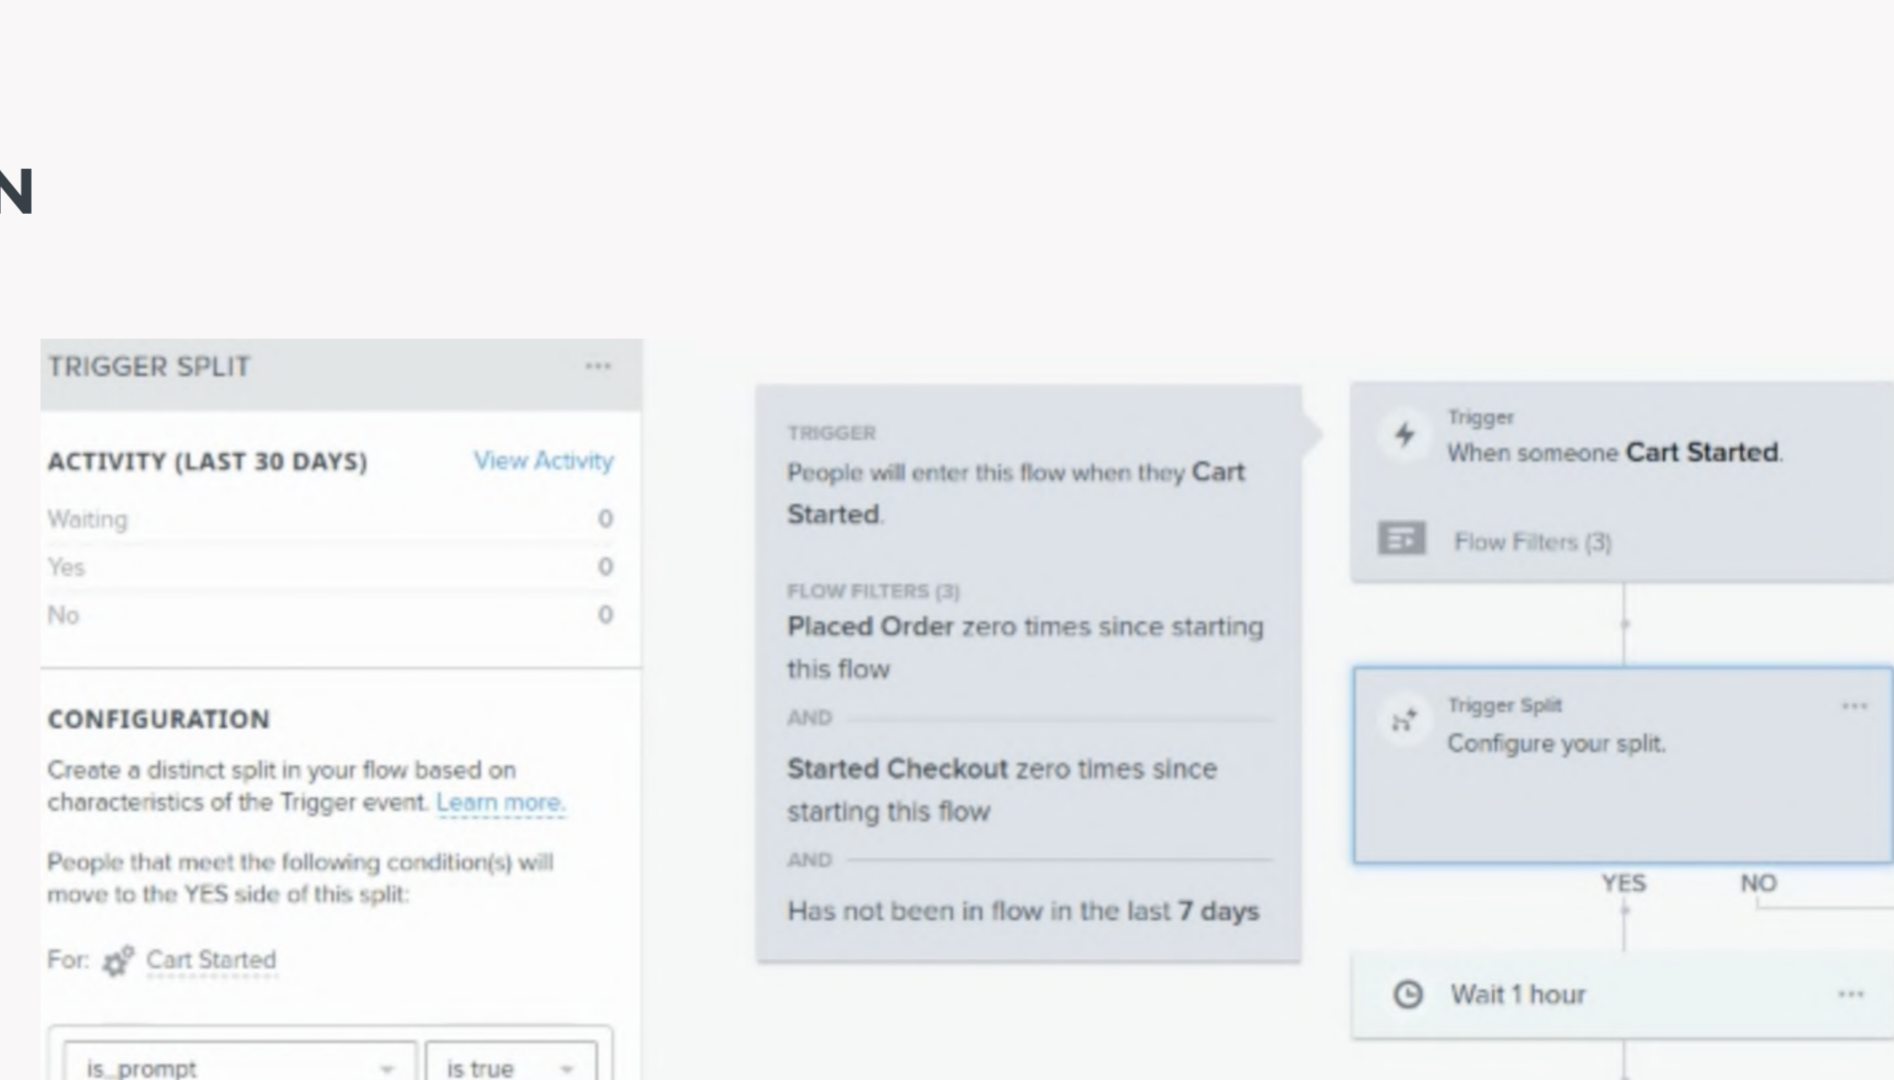 N
TRIGGER SPLIT
ACTIVITY (LAST 30 DAYS) View Activity
Waiting 0
Yes 0
No 0
CONFIGURATION
Create a distinct split in your flow based on
characteristics of the Trigger event. Learn more.
People that meet the following condition(s) will
move to the YES side of this split:
For: Cart Started
is_prompt is true
TRIGGER
People will enter this flow when they Cart
Started.
FLOW FILTERS (3)
Placed Order zero times since starting
this flow
AND
Started Checkout zero times since
starting this flow
AND
Has not been in flow in the last 7 days
Trigger
When someone Cart Started.
Flow Filters (3)
Trigger Split
Configure your split.
YES NO
Wait 1 hour